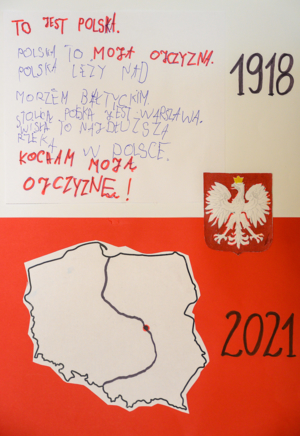 TO JEST POLSKA.
POLSKA TO MOJA OJCZYZNA.
POLSKA LEŻY NAD
MORZEM BAŁTYCKIM.
STOLICĄ POLSKI JEST WARSZAWA.
WISŁA TO NAJDŁUŻSZA
RZEKA W POLSCE.
KOCHAM MOJĄ
OJCZYZNĘ!
1918
2021